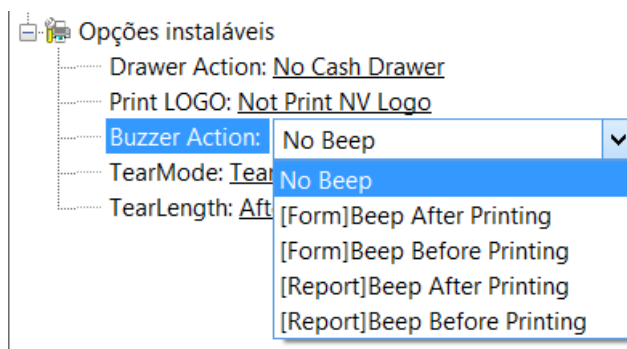 Opções instaláveis
Drawer Action: No Cash Drawer
Print LOGO: Not Print NV Logo
Buzzer Action: No Beep
No Beep
TearMode:
[Form]Beep After Printing
TearLength:
[Form]Beep Before Printing
[Report]Beep After Printing
[Report]Beep Before Printing